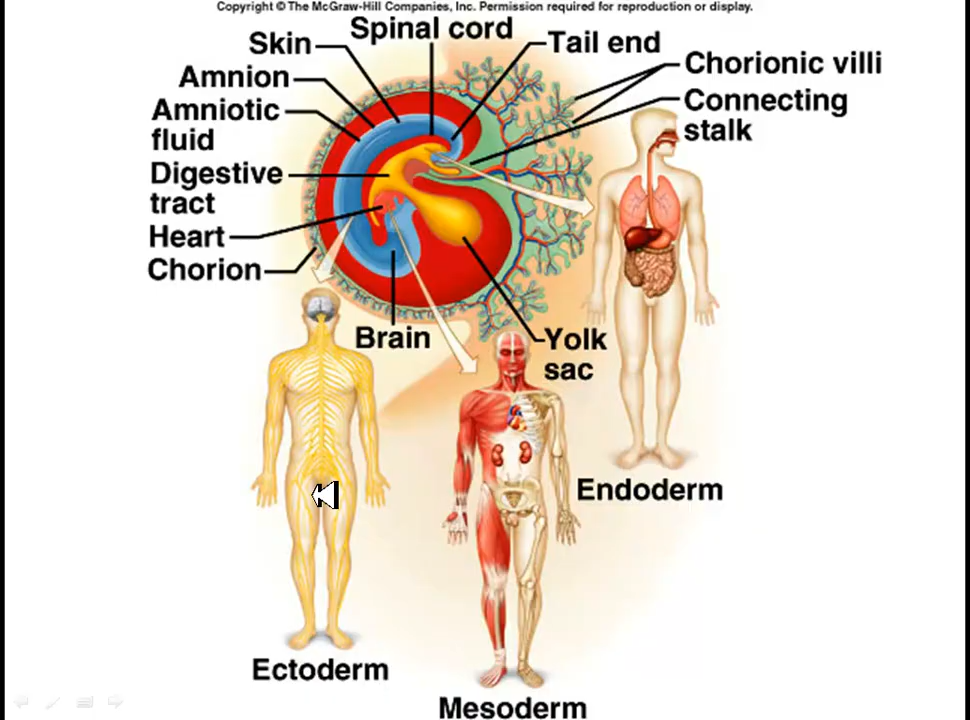 Copyright © The McGraw-Hill Companies, Inc. Permission required for reproduction or display.
Spinal cord
Skin
Tail end
Amnion
Chorionic villi
Amniotic
fluid
Connecting
stalk
Digestive
tract
Heart
Chorion
Brain
Yolk
sac
Endoderm
Ectoderm
Mesoderm